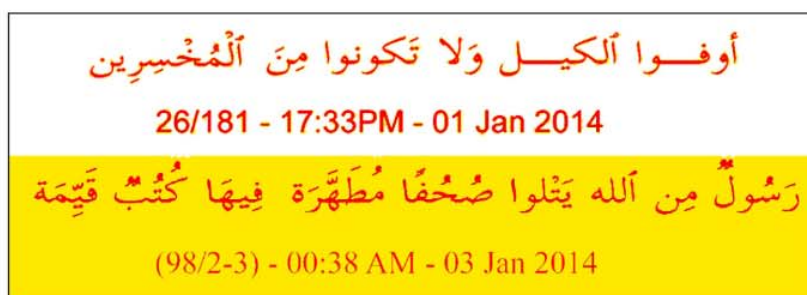 أوفـــوا ٱلكيـــل وَلا تَكونوا مِنَ ٱلْمُخْسِرِين
26/181 - 17:33PM - 01 Jan 2014
رَسُولٌ مِن ٱلله يَتْلوا صُحُفًا مُطَهَّرَة فِيهَا كُتُبٌ قَيِّمَة
(98/2-3) - 00:38 AM - 03 Jan 2014